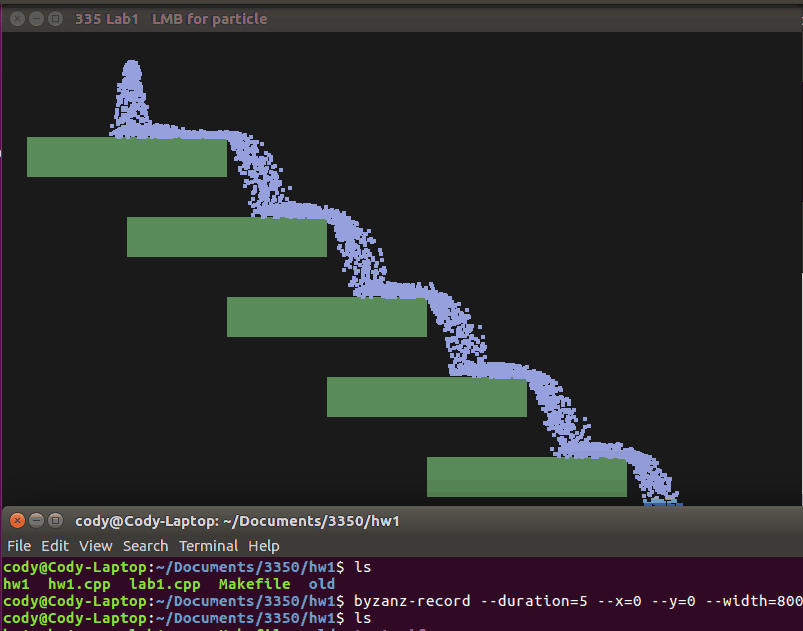 335 Lab1 LMB for particle
cody@Cody-Laptop: ~/Documents/3350/hw1
File Edit View Search Terminal Help
cody@Cody-Laptop:~/Documents/3350/hw1$ ls
hw1 hw1.cpp lab1.cpp Makefile old
cody@Cody-Laptop:~/Documents/3350/hw1$ byzanz-record --duration=5 --x=0 --y=0 --width=800
cody@Cody-Laptop:~/Documents/3350/hw1$ ls